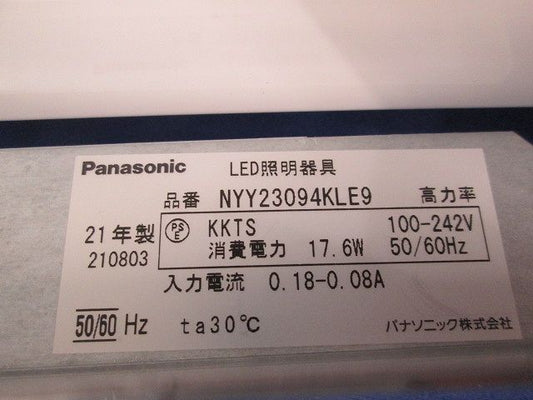 Panasonic LED照明器具
品番 NYY23094KLE9 高力率
21年製 PSE KKTS 100-242V
210803 消費電力 17.6W 50/60Hz
入力電流 0.18-0.08A
50/60 Hz ta30℃ パナソニック株式会社